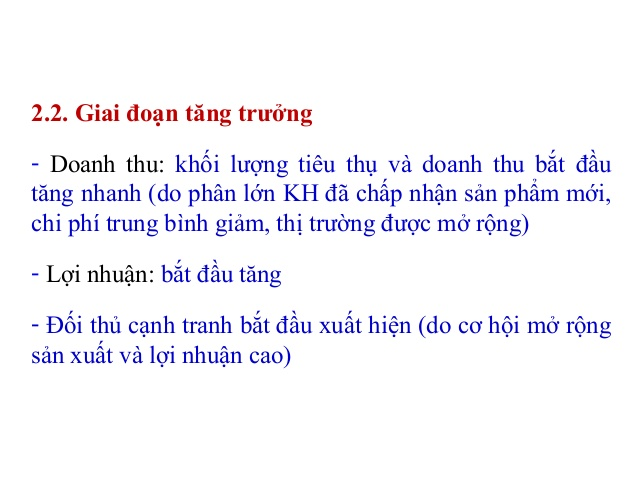 2.2. Giai đoạn tăng trưởng
- Doanh thu: khối lượng tiêu thụ và doanh thu bắt đầu
tăng nhanh (do phân lớn KH đã chấp nhận sản phẩm mới,
chi phí trung bình giảm, thị trường được mở rộng)
- Lợi nhuận: bắt đầu tăng
- Đối thủ cạnh tranh bắt đầu xuất hiện (do cơ hội mở rộng
sản xuất và lợi nhuận cao)